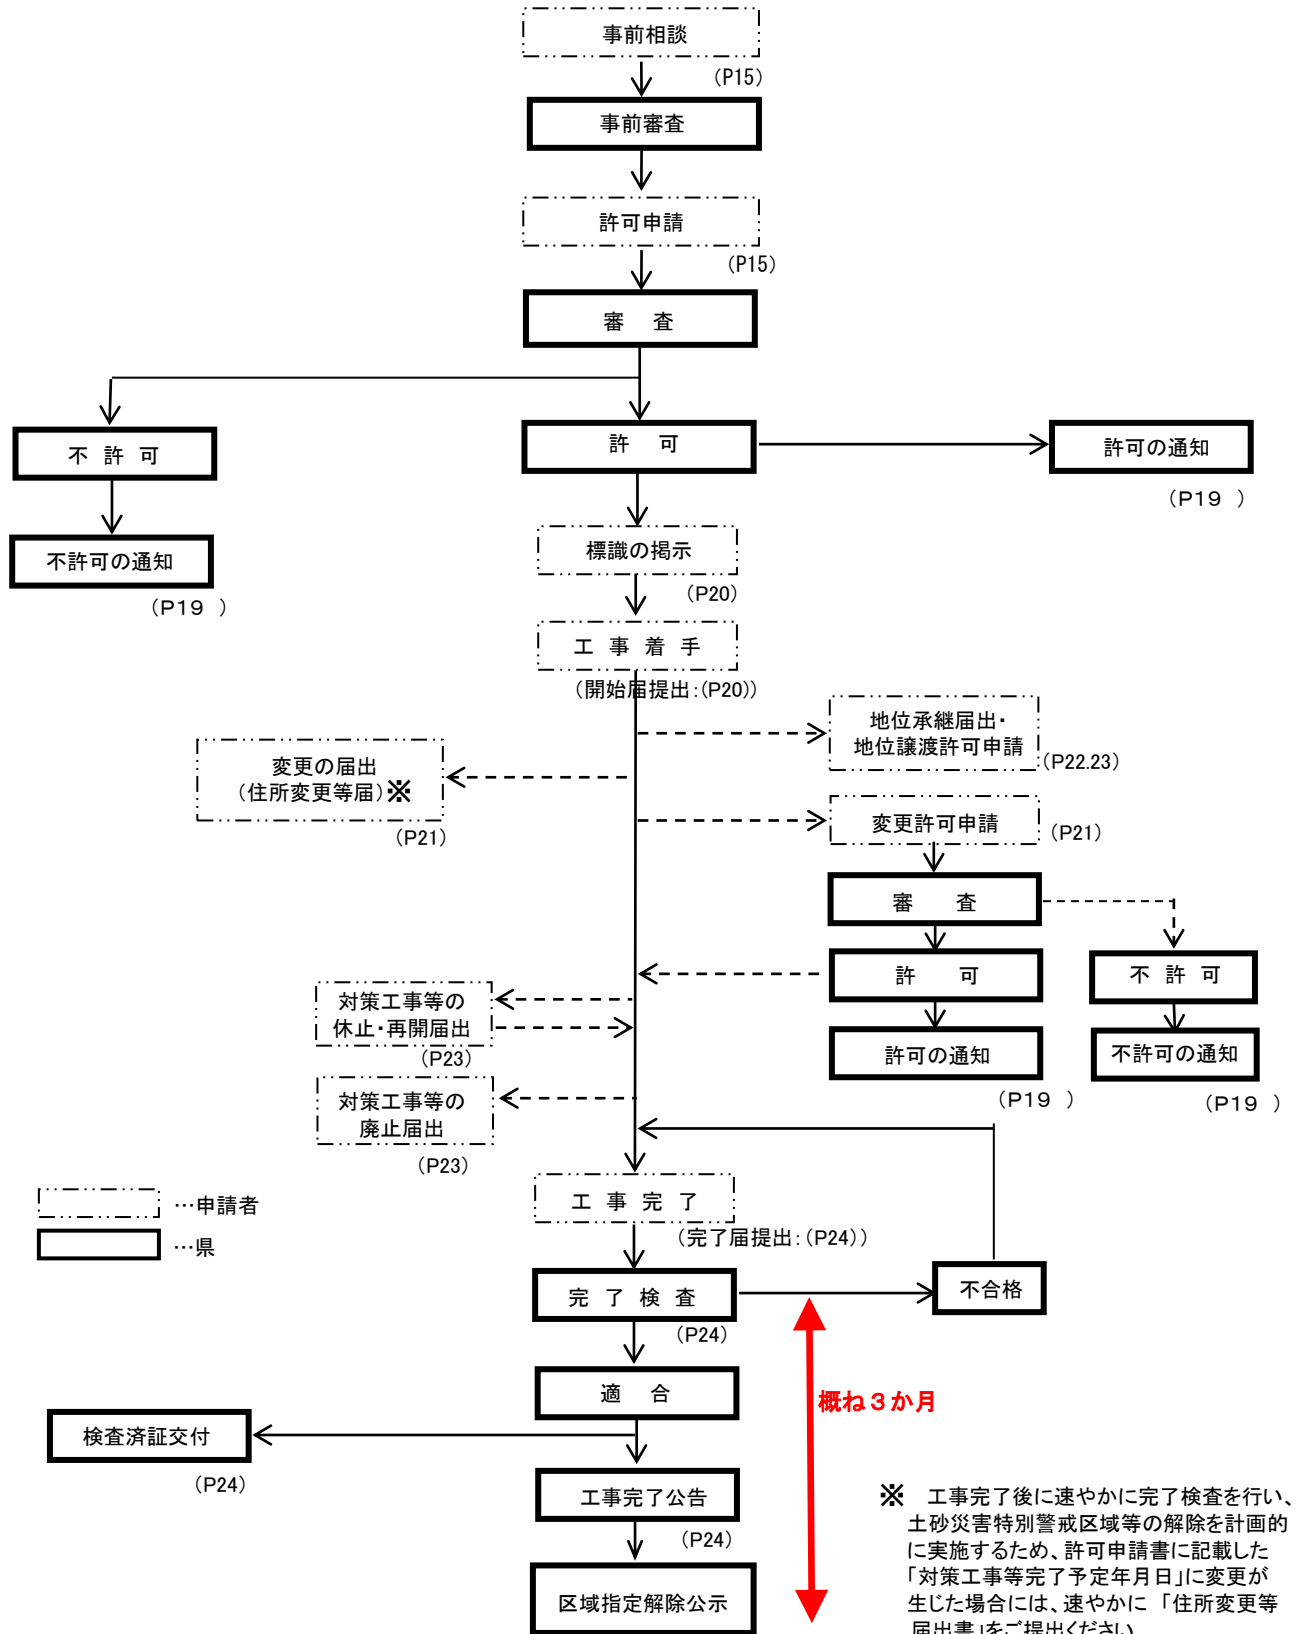 事前相談
(P15)
事前審査
許可申請
(P15)
審　査
不 許 可
許　可
許可の通知
(P19 )
不許可の通知
(P19 )
標識の掲示
(P20)
工 事 着 手
(開始届提出:(P20))
地位承継届出・
地位譲渡許可申請
(P22.23)
変更の届出
(住所変更等届)※
(P21)
変更許可申請
(P21)
審　査
許　可
不 許 可
対策工事等の
休止・再開届出
(P23)
許可の通知
(P19 )
不許可の通知
(P19 )
対策工事等の
廃止届出
(P23)
工 事 完 了
(完了届提出:(P24))
…申請者
…県
完 了 検 査
(P24)
不合格
適　合
概ね３か月
検査済証交付
(P24)
工事完了公告
(P24)
区域指定解除公示
※　工事完了後に速やかに完了検査を行い、
土砂災害特別警戒区域等の解除を計画的
に実施するため、許可申請書に記載した
「対策工事等完了予定年月日」に変更が
生じた場合には、速やかに「住所変更等
届出書」をご提出ください